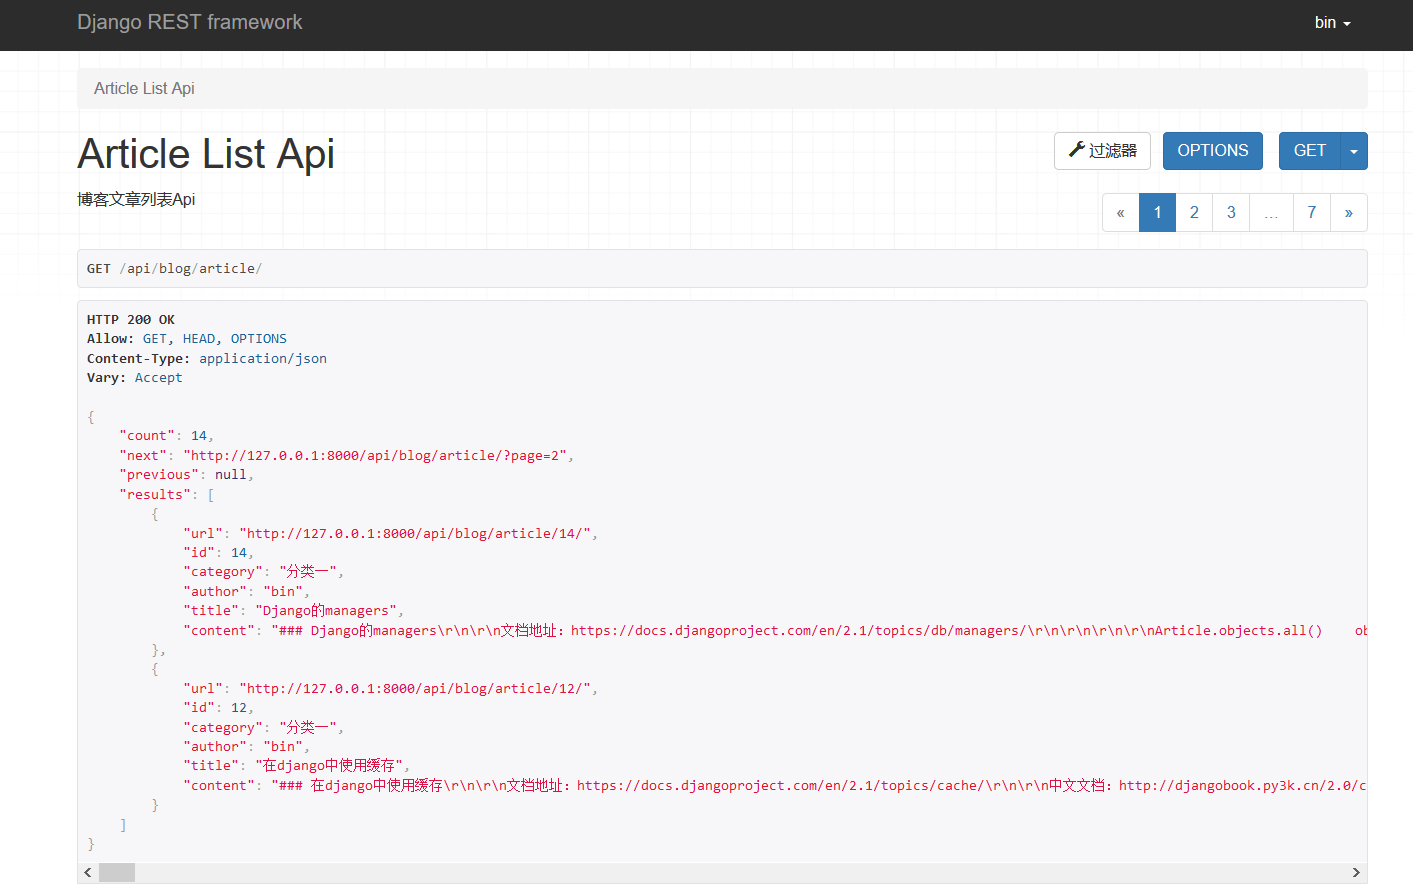 Django REST framework
bin
Article List Api
Article List Api
过滤器
OPTIONS
GET
博客文章列表Api
« 1 2 3 … 7 »
GET /api/blog/article/
HTTP 200 OK
Allow: GET, HEAD, OPTIONS
Content-Type: application/json
Vary: Accept
{
    "count": 14,
    "next": "http://127.0.0.1:8000/api/blog/article/?page=2",
    "previous": null,
    "results": [
        {
            "url": "http://127.0.0.1:8000/api/blog/article/14/",
            "id": 14,
            "category": "分类一",
            "author": "bin",
            "title": "Django的managers",
            "content": "### Django的managers\r\n\r\n文档地址：https://docs.djangoproject.com/en/2.1/topics/db/managers/\r\n\r\n\r\n\r\nArticle.objects.all()    ob
        },
        {
            "url": "http://127.0.0.1:8000/api/blog/article/12/",
            "id": 12,
            "category": "分类一",
            "author": "bin",
            "title": "在django中使用缓存",
            "content": "### 在django中使用缓存\r\n\r\n文档地址：https://docs.djangoproject.com/en/2.1/topics/cache/\r\n\r\n中文文档：http://djangobook.py3k.cn/2.0/c
        }
    ]
}